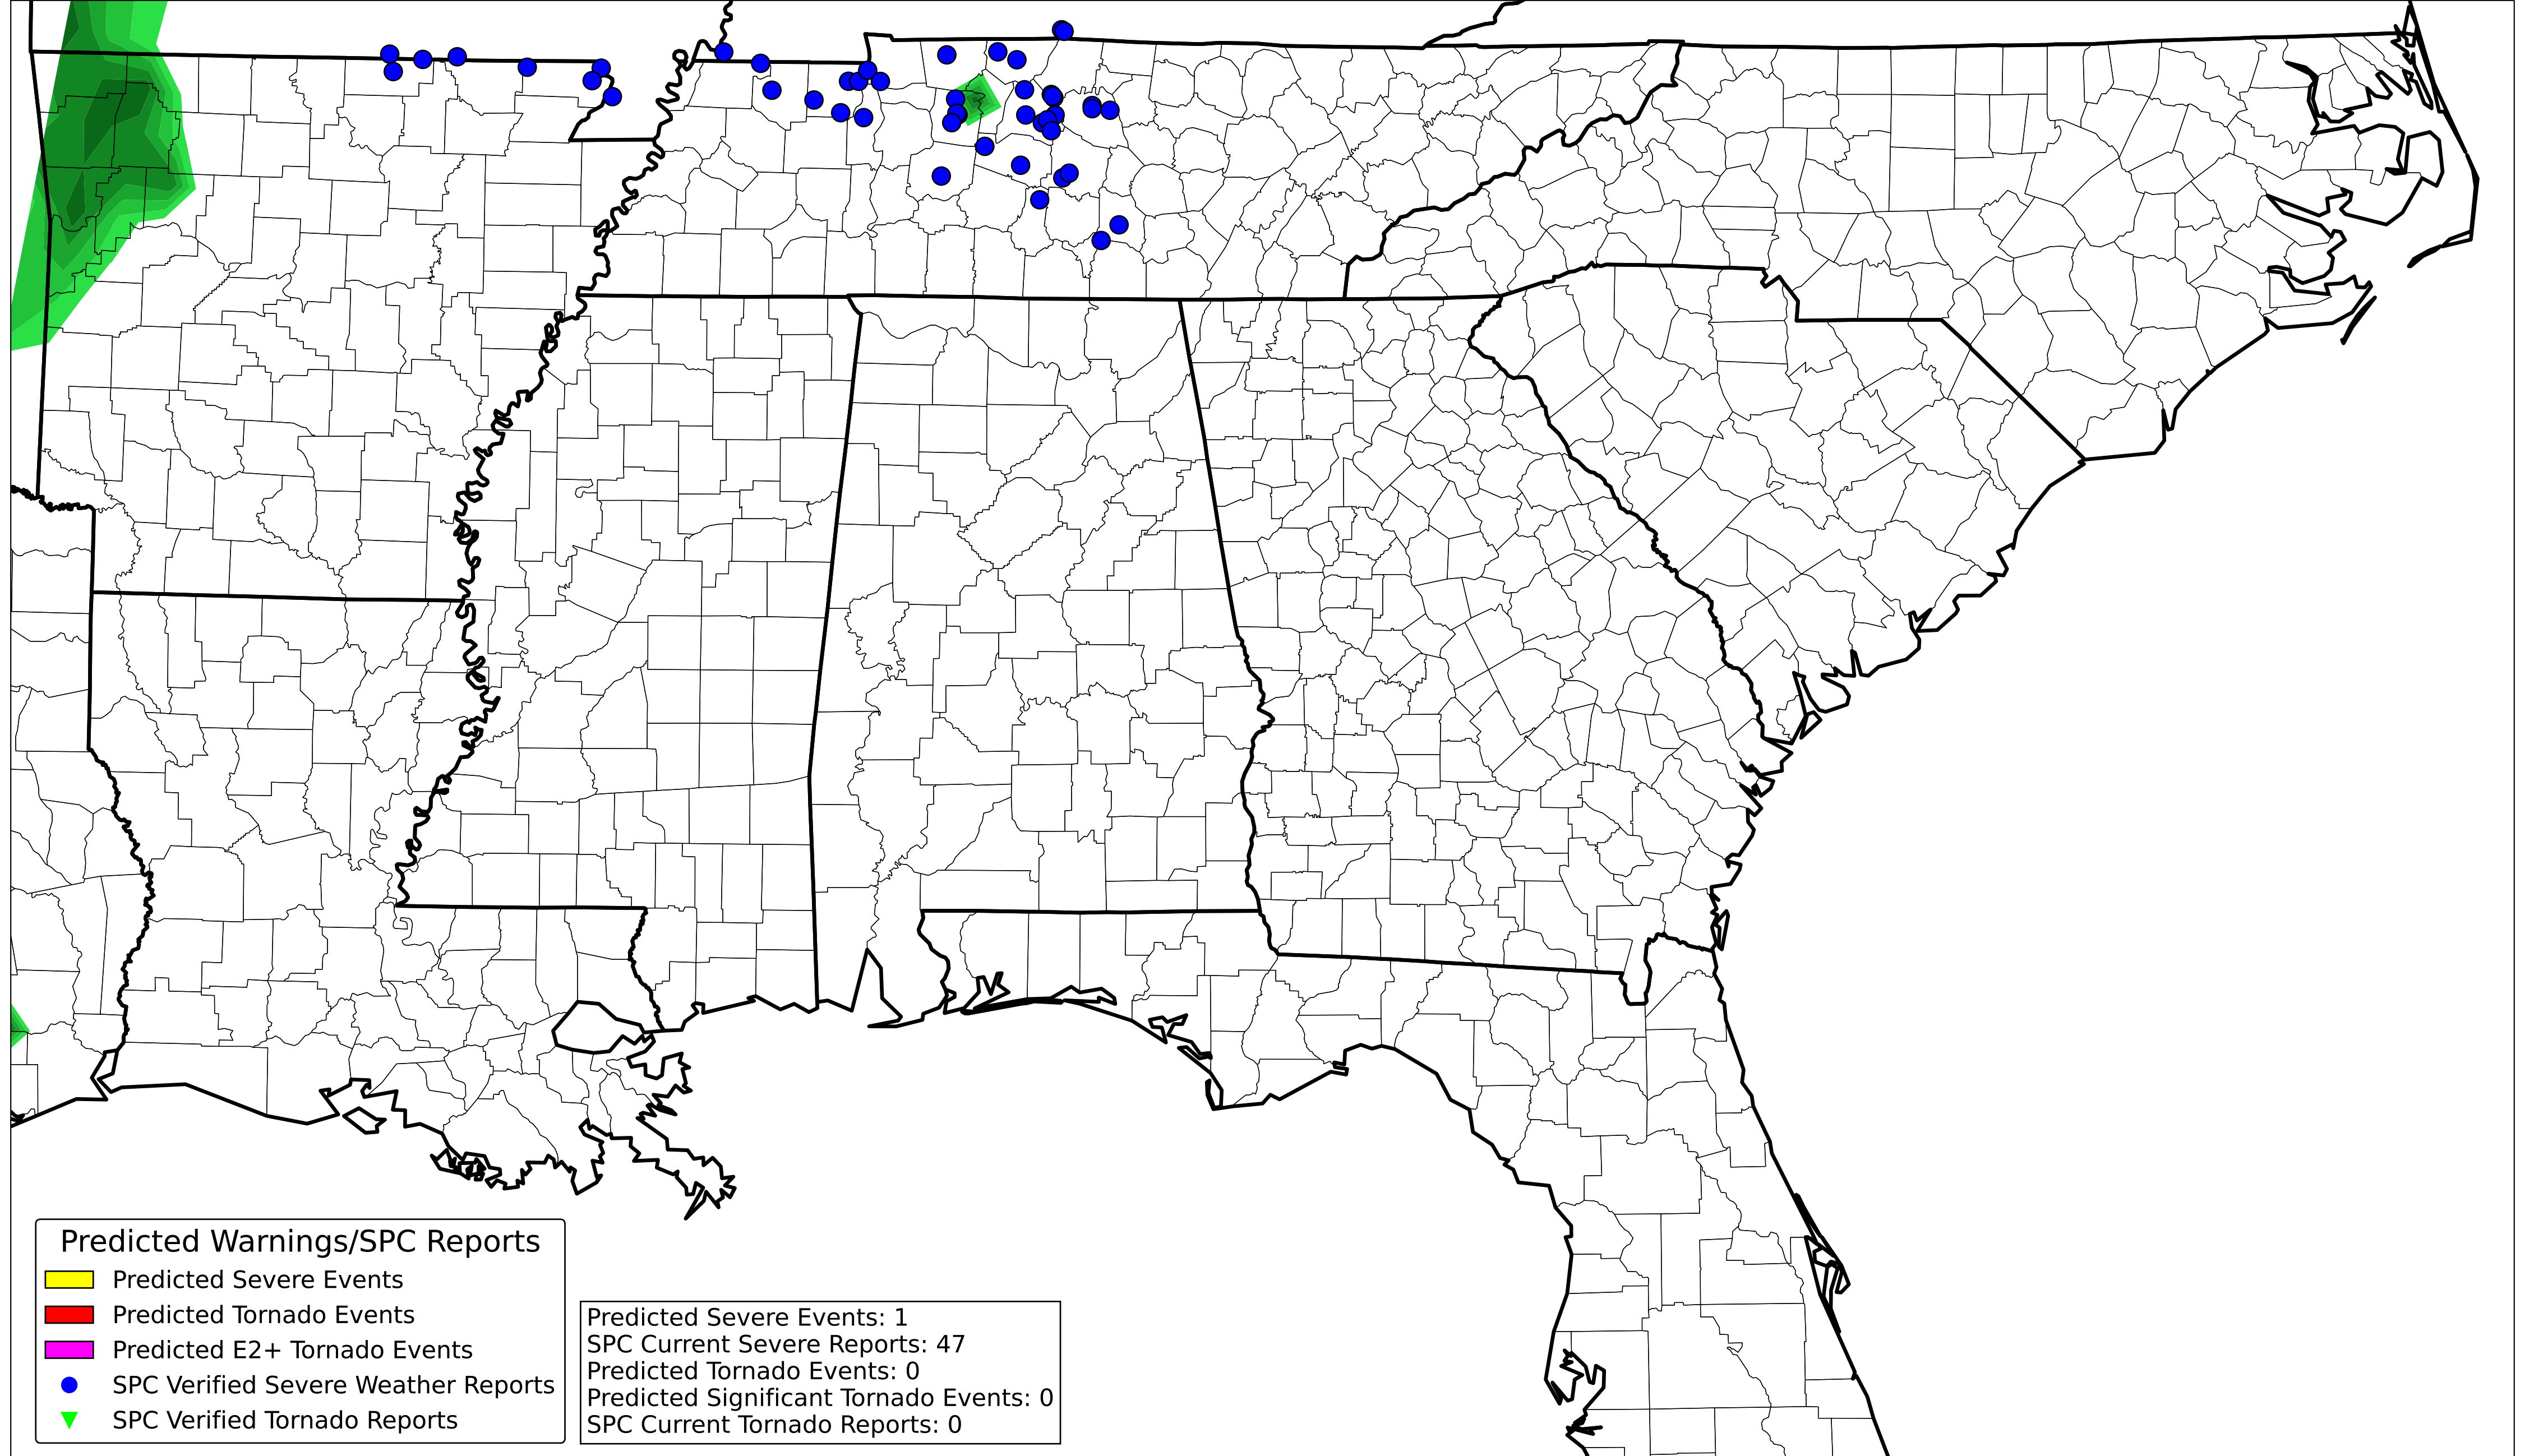 Predicted Warnings/SPC Reports
Predicted Severe Events
Predicted Tornado Events
Predicted E2+ Tornado Events
SPC Verified Severe Weather Reports
SPC Verified Tornado Reports
Predicted Severe Events: 1
SPC Current Severe Reports: 47
Predicted Tornado Events: 0
Predicted Significant Tornado Events: 0
SPC Current Tornado Reports: 0